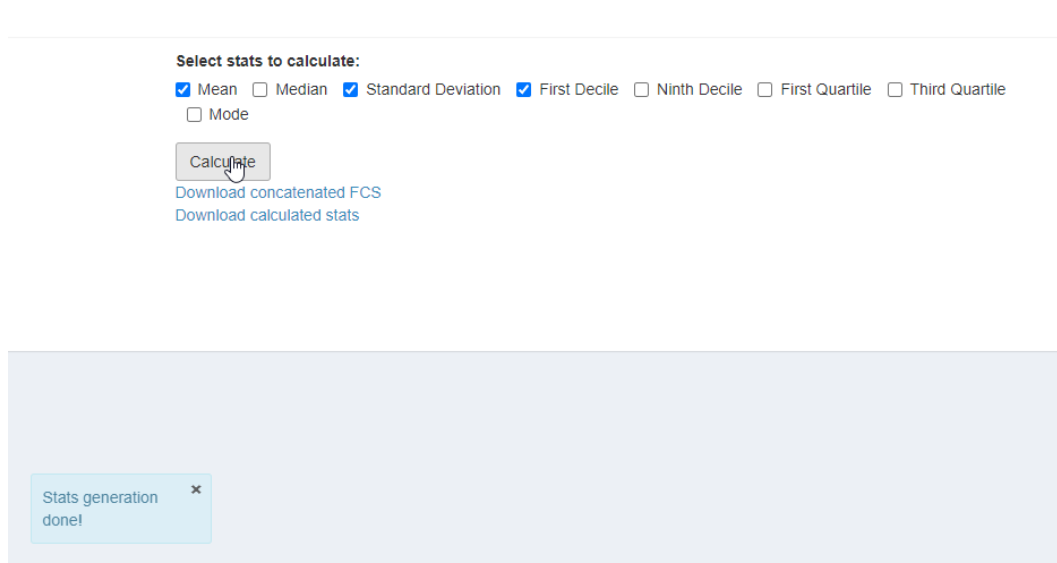 Select stats to calculate:
Mean Median Standard Deviation First Decile Ninth Decile First Quartile Third Quartile
Mode
Calculate
Download concatenated FCS
Download calculated stats
Stats generation ×
done!